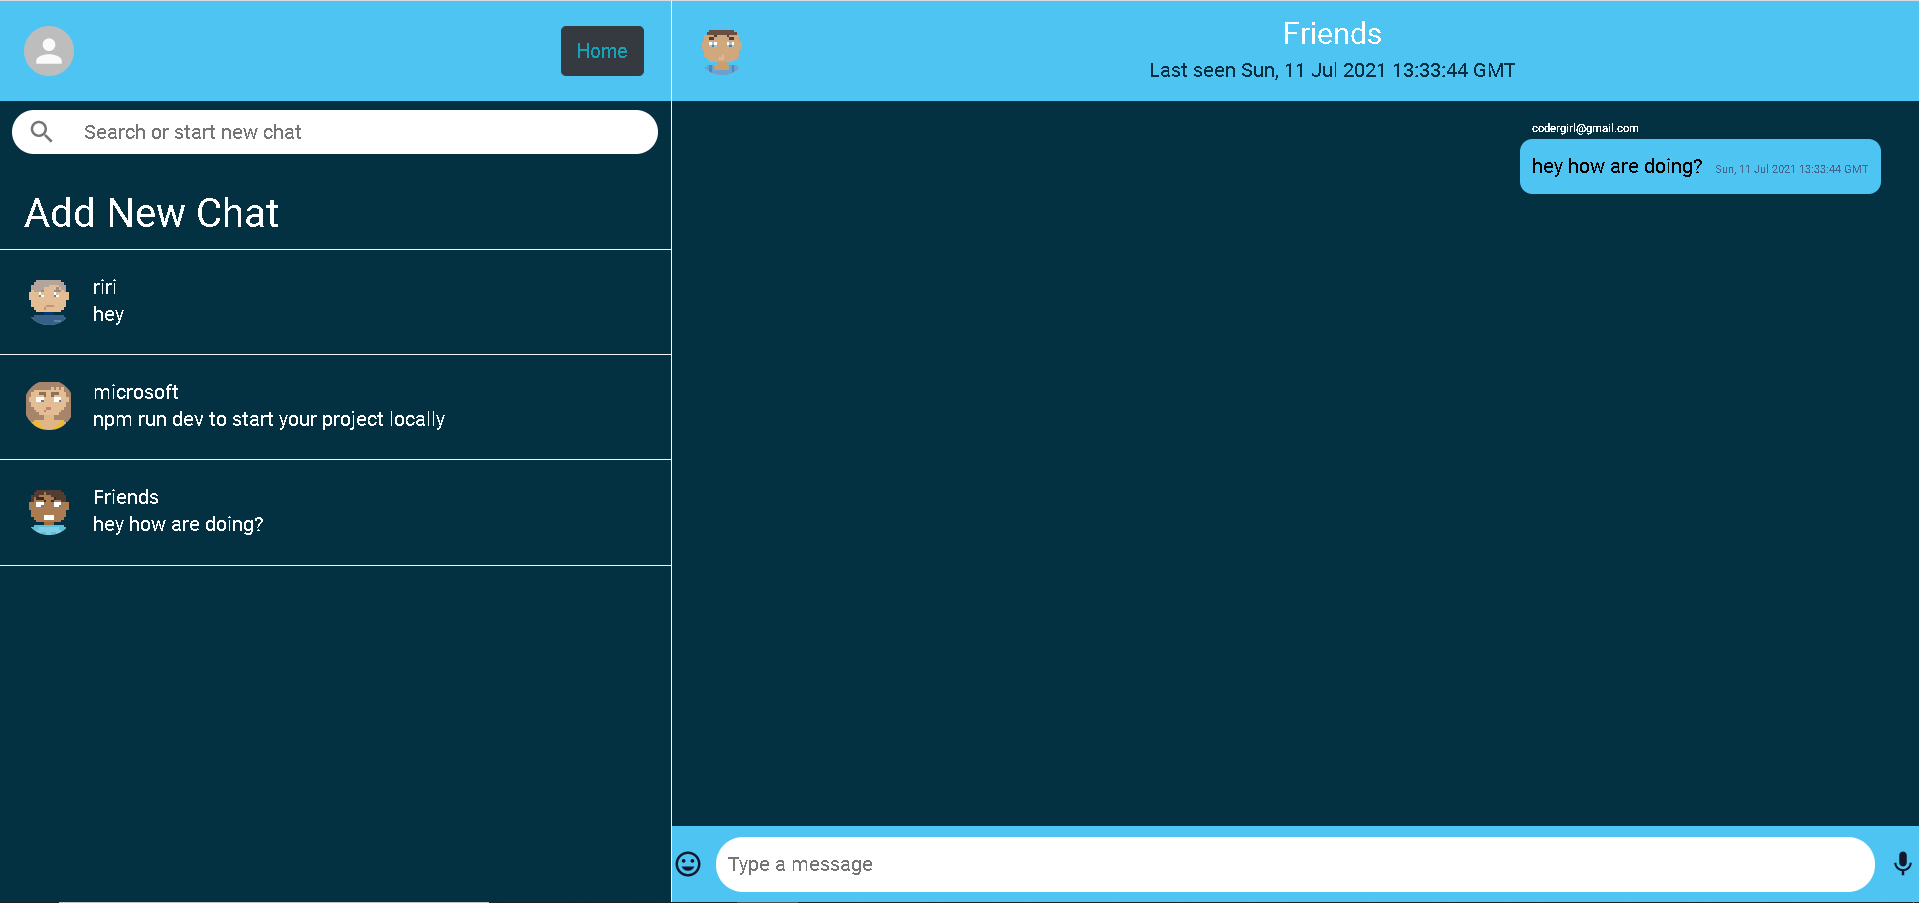 Home
Search or start new chat
Add New Chat
riri
hey
microsoft
npm run dev to start your project locally
Friends
hey how are doing?
Friends
Last seen Sun, 11 Jul 2021 13:33:44 GMT
codergirl@gmail.com
hey how are doing? Sun, 11 Jul 2021 13:33:44 GMT
Type a message